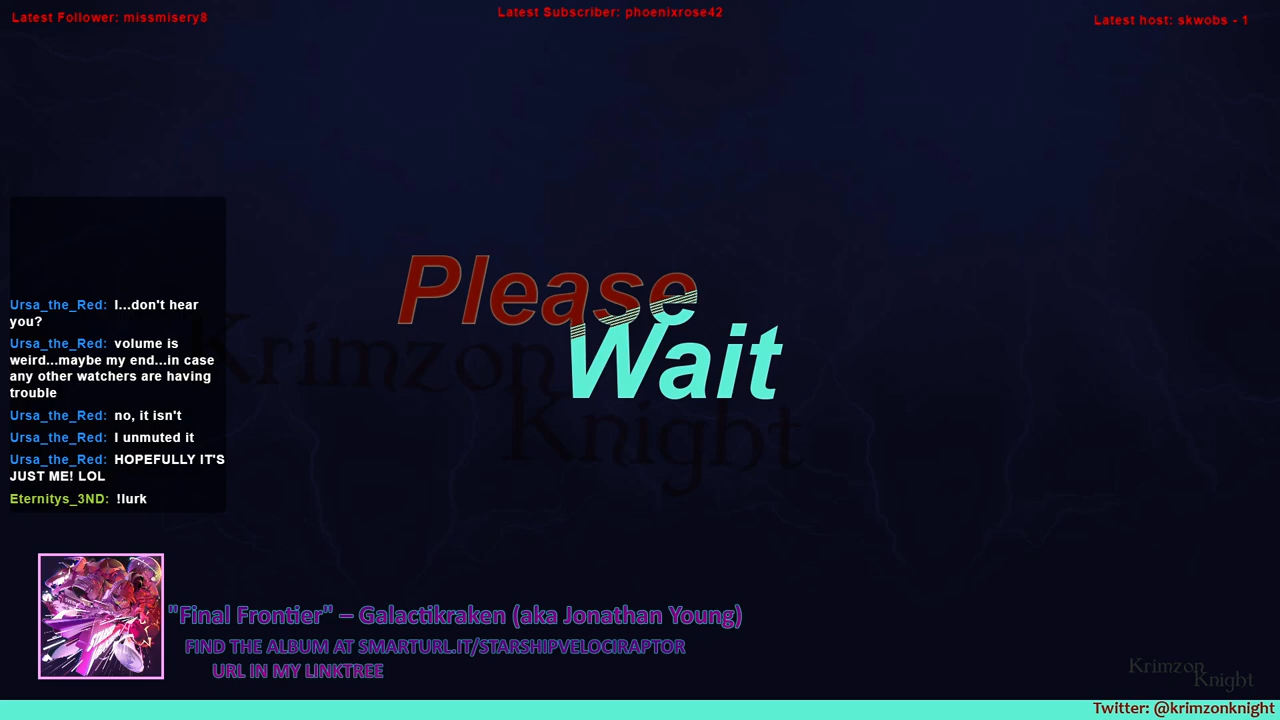 Latest Follower: missmisery8
Latest Subscriber: phoenixrose42
Latest host: skwobs - 1
Please
Wait
Krimzon
Knight
Ursa_the_Red: I...don't hear
you?
Ursa_the_Red: volume is
weird...maybe my end...in case
any other watchers are having
trouble
Ursa_the_Red: no, it isn't
Ursa_the_Red: I unmuted it
Ursa_the_Red: HOPEFULLY IT'S
JUST ME! LOL
Eternitys_3ND: !lurk
"Final Frontier" – Galactikraken (aka Jonathan Young)
FIND THE ALBUM AT SMARTURL.IT/STARSHIPVELOCIRAPTOR
URL IN MY LINKTREE
Krimzon
Knight
Twitter: @krimzonknight